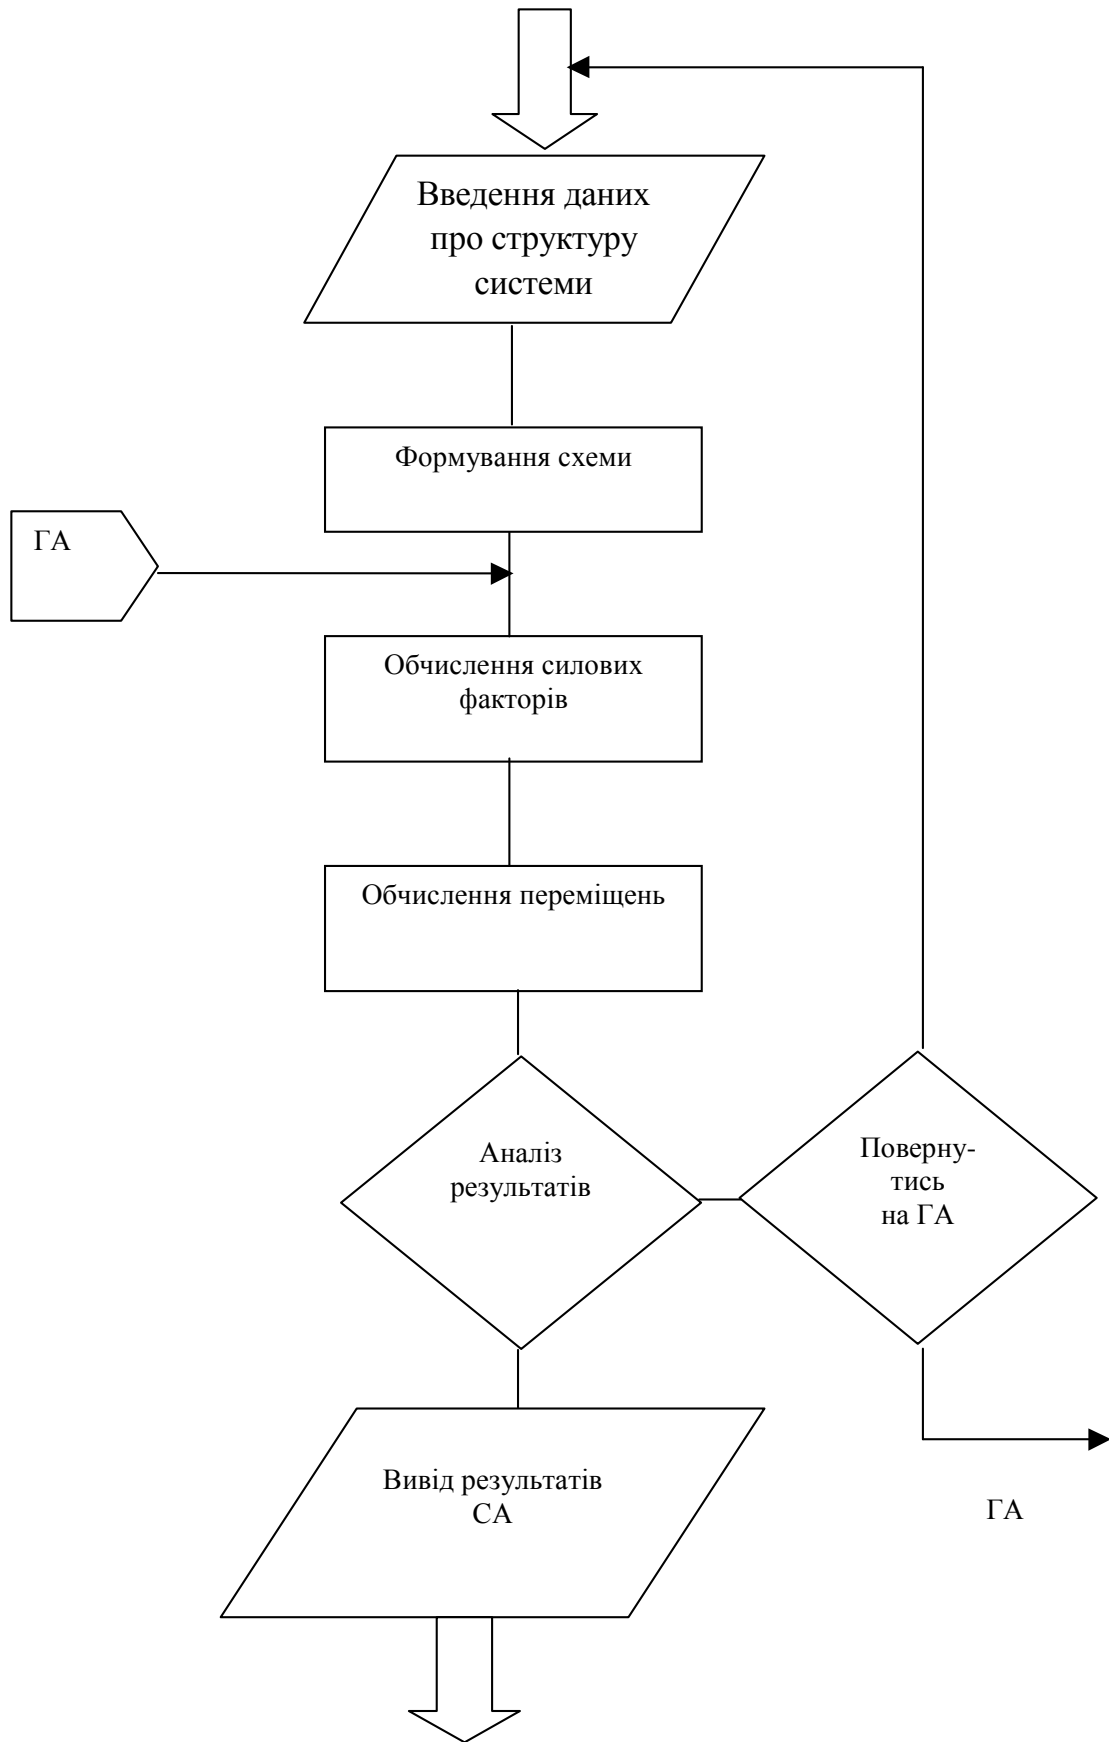 Введення даних
про структуру
системи
Формування схеми
ГА
Обчислення силових
факторів
Обчислення переміщень
Аналіз
результатів
Поверну-
тись
на ГА
Вивід результатів
СА
ГА